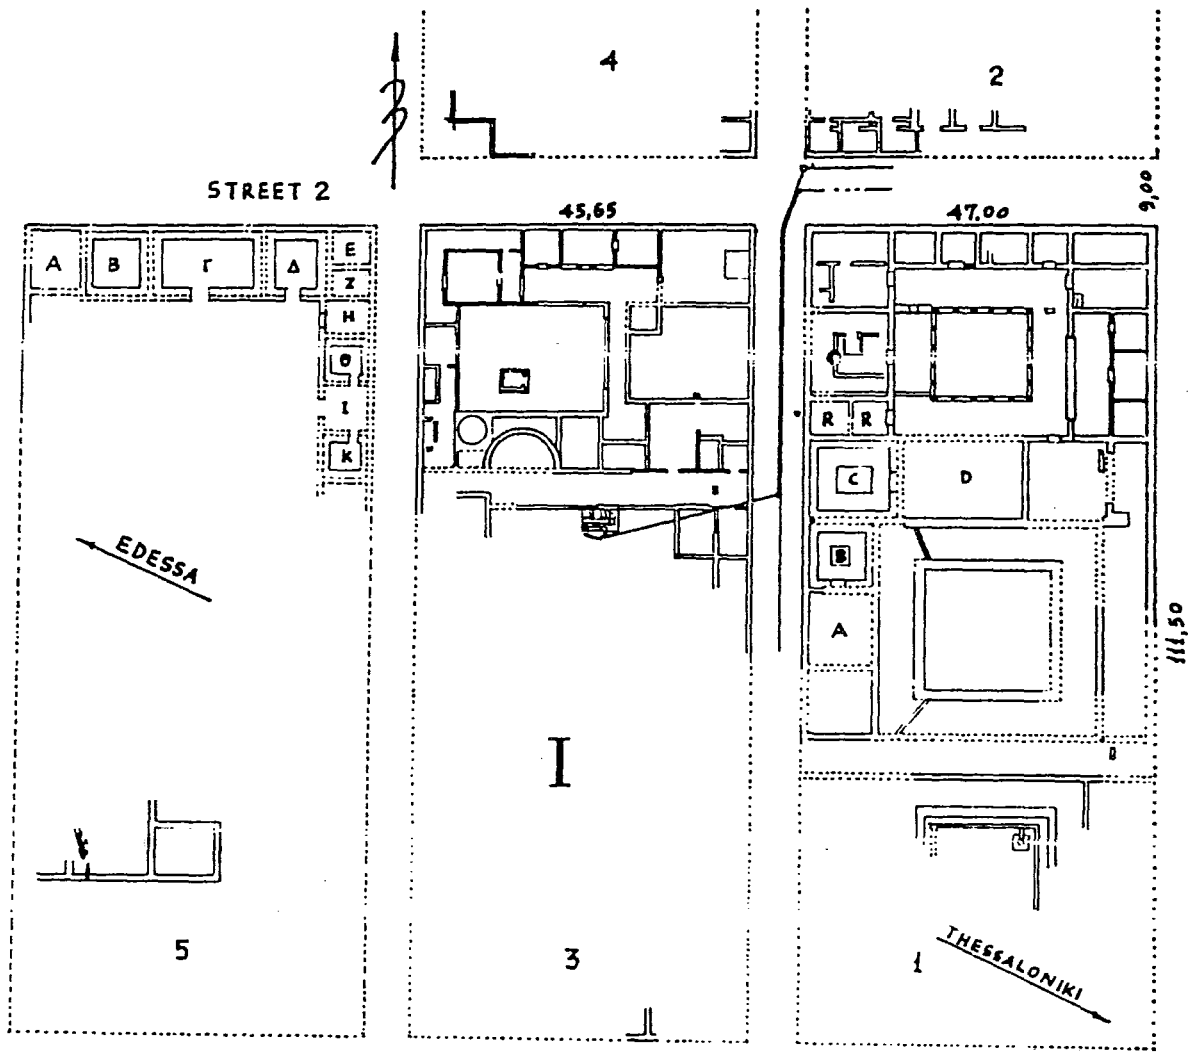 4
2
STREET 2
45,65
47.00
9,00
A B Γ Δ E
Z
H
Θ
I
K
R R
C D
B
A
EDESSA
111,50
I
5
3
1
THESSALONIKI